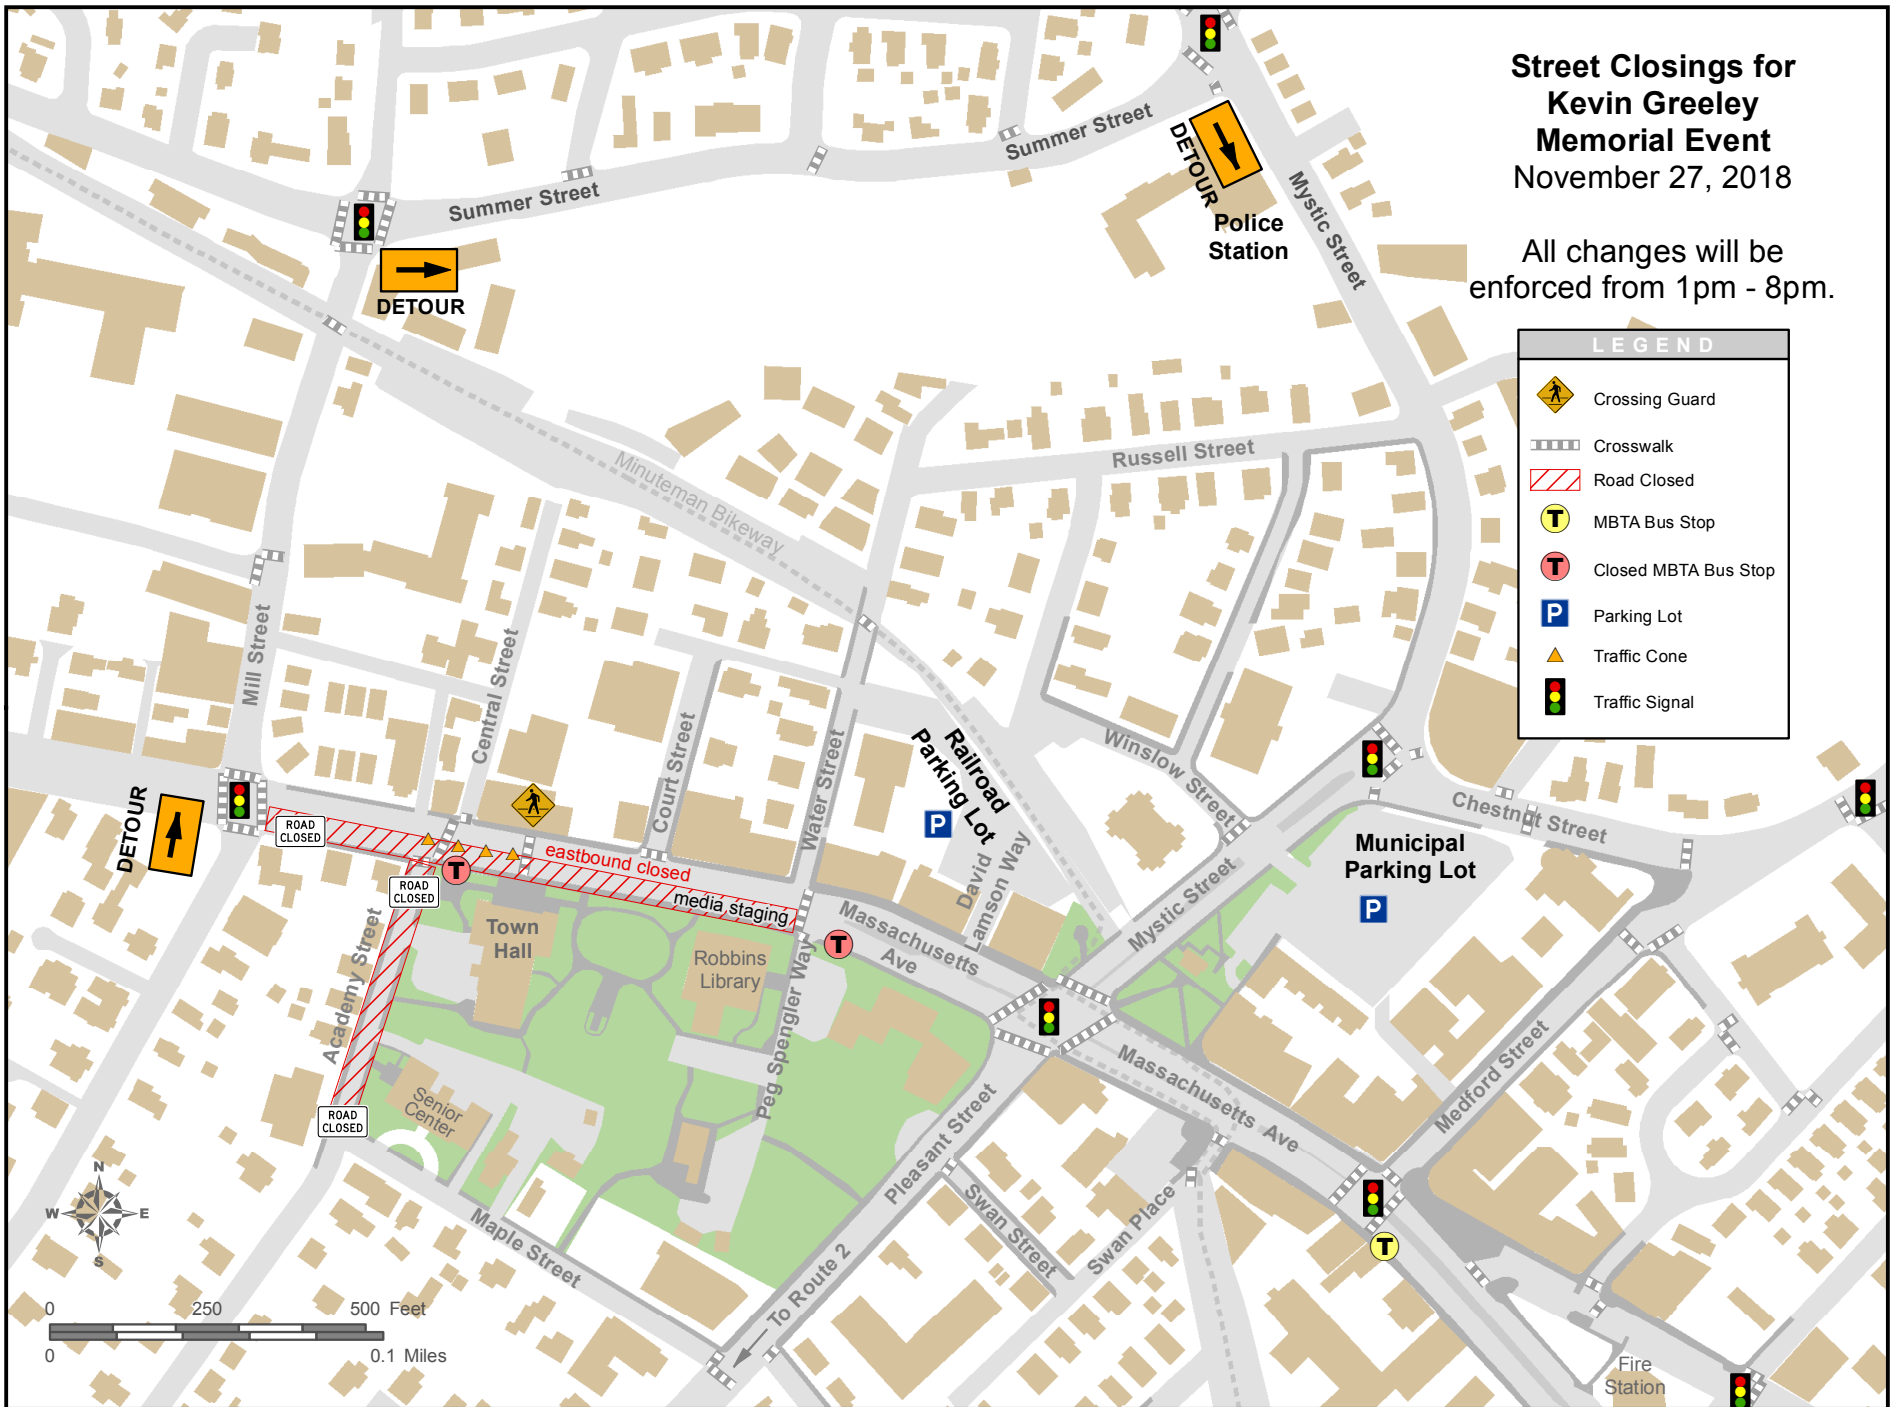 Street Closings for
Kevin Greeley
Memorial Event
November 27, 2018
All changes will be
enforced from 1pm - 8pm.
LEGEND
Crossing Guard
Crosswalk
Road Closed
T MBTA Bus Stop
T Closed MBTA Bus Stop
P Parking Lot
Traffic Cone
Traffic Signal
Summer Street
Summer Street
DETOUR
Police
Station
Mystic Street
DETOUR
Russell Street
Minuteman Bikeway
Mill Street
Central Street
Court Street
Water Street
Railroad
Parking Lot
P
David
Lamson Way
Winslow Street
Mystic Street
Chestnut Street
Municipal
Parking Lot
P
DETOUR
ROAD
CLOSED
eastbound closed
T
ROAD
CLOSED
media staging
Massachusetts
Ave
T
Town
Hall
Robbins
Library
Academy Street
Peg Spengler Way
Senior
Center
ROAD
CLOSED
Massachusetts Ave
Medford Street
Pleasant Street
Swan Street
Swan Place
T
Maple Street
To Route 2
Fire
Station
N
W E
S
0 250 500 Feet
0 0.1 Miles